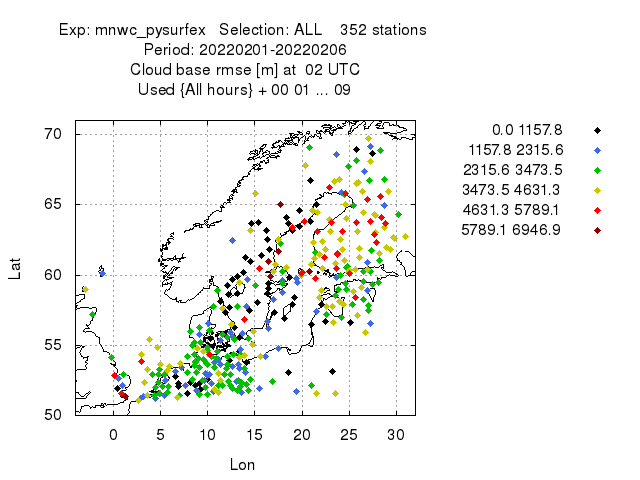 Exp: mnwc_pysurfex   Selection: ALL    352 stations
Period: 20220201-20220206
Cloud base rmse [m] at  02 UTC
Used {All hours} + 00 01 ... 09
0.0 1157.8
1157.8 2315.6
2315.6 3473.5
3473.5 4631.3
4631.3 5789.1
5789.1 6946.9
70
65
60
55
50
Lat
0 5 10 15 20 25 30
Lon